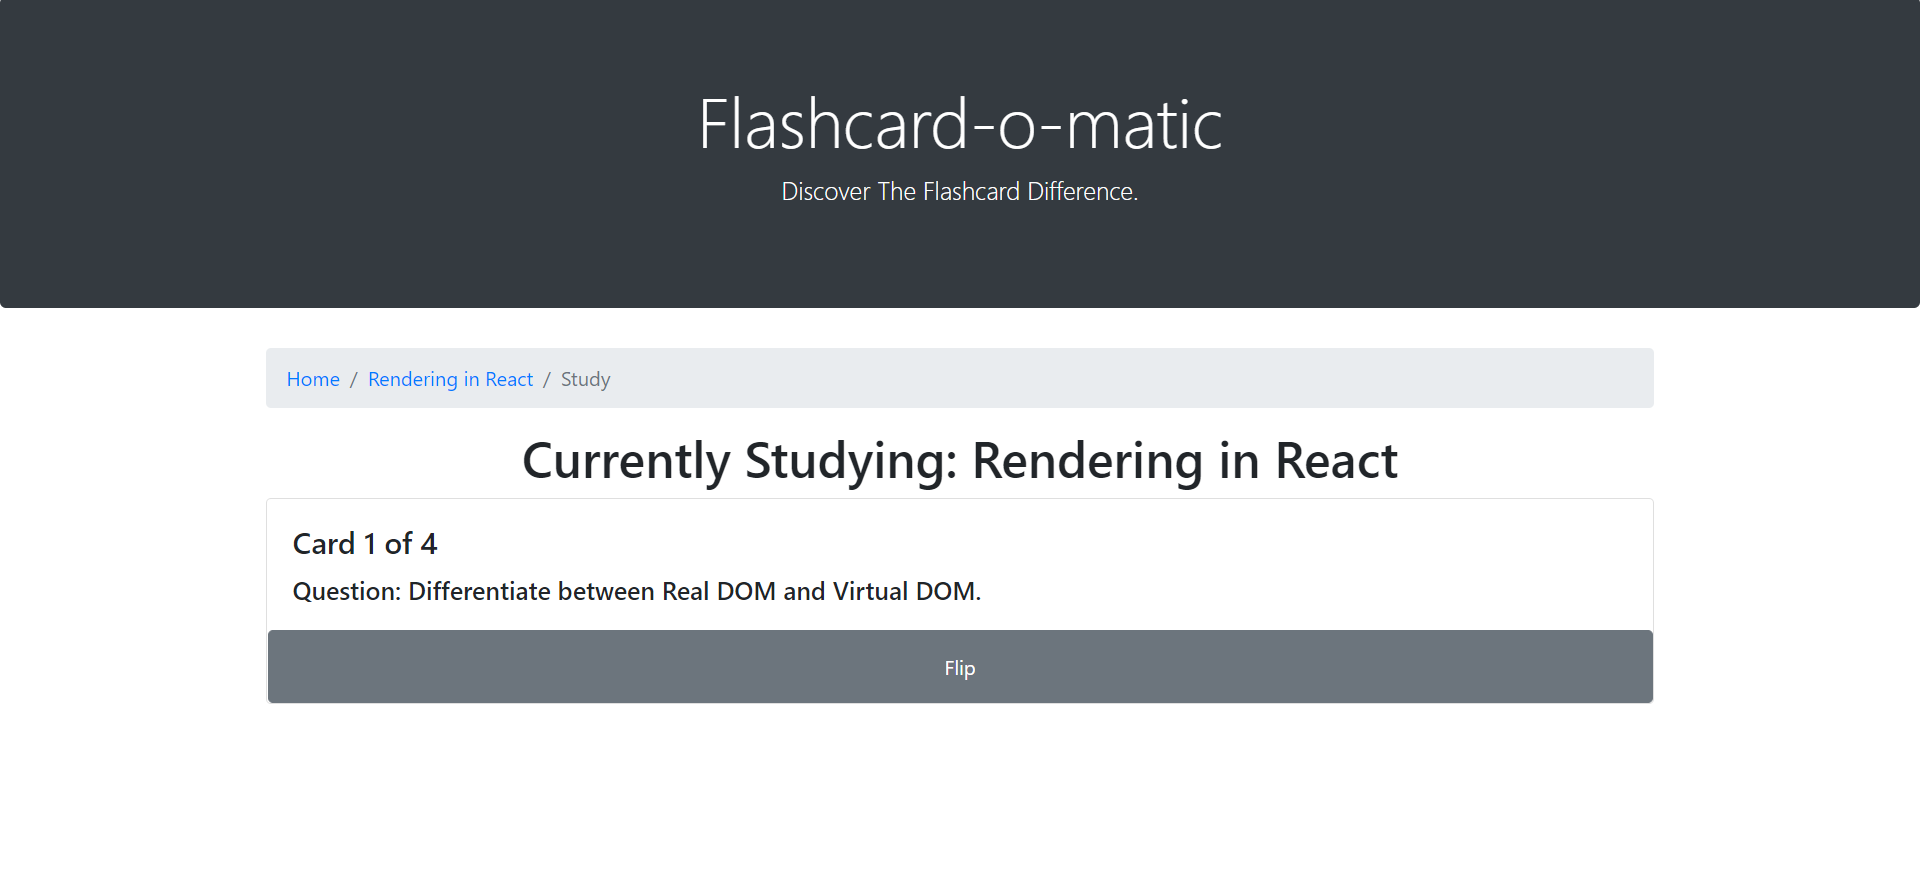 Flashcard-o-matic
Discover The Flashcard Difference.
Home / Rendering in React / Study
Currently Studying: Rendering in React
Card 1 of 4
Question: Differentiate between Real DOM and Virtual DOM.
Flip